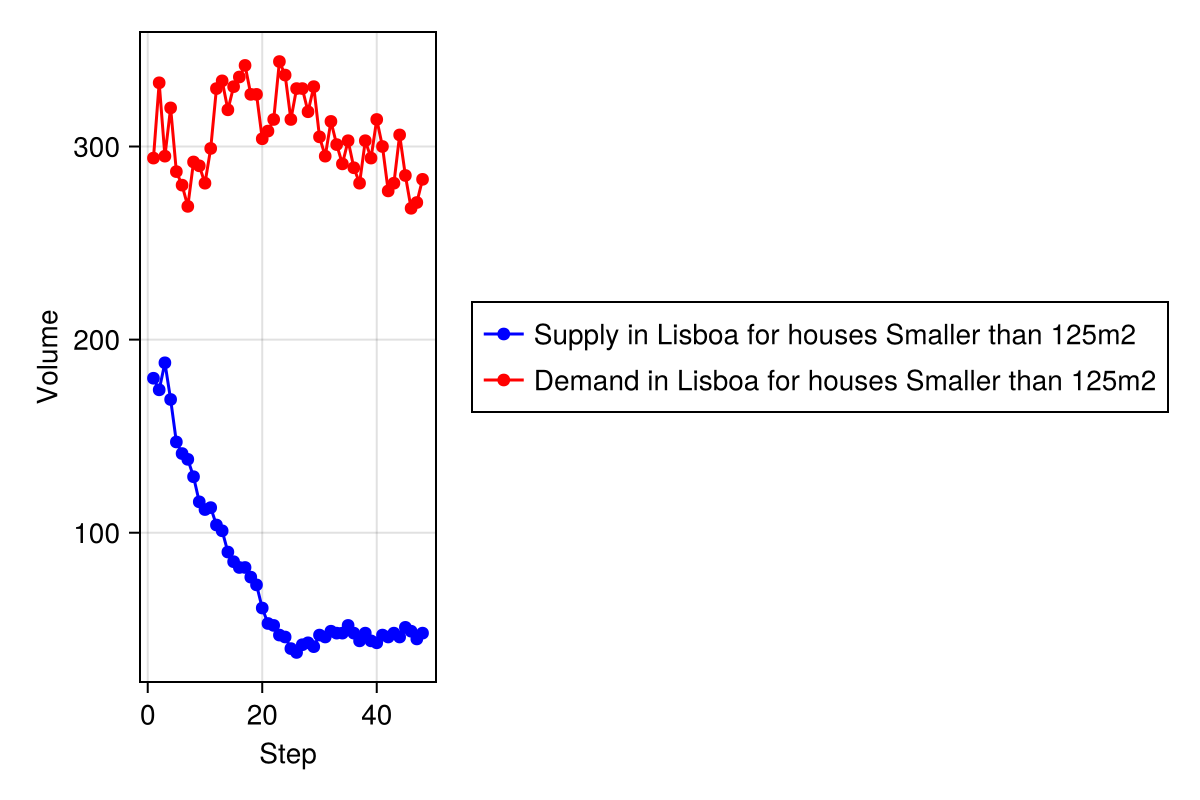 300
200
100
Volume
0 20 40
Step
Supply in Lisboa for houses Smaller than 125m2
Demand in Lisboa for houses Smaller than 125m2